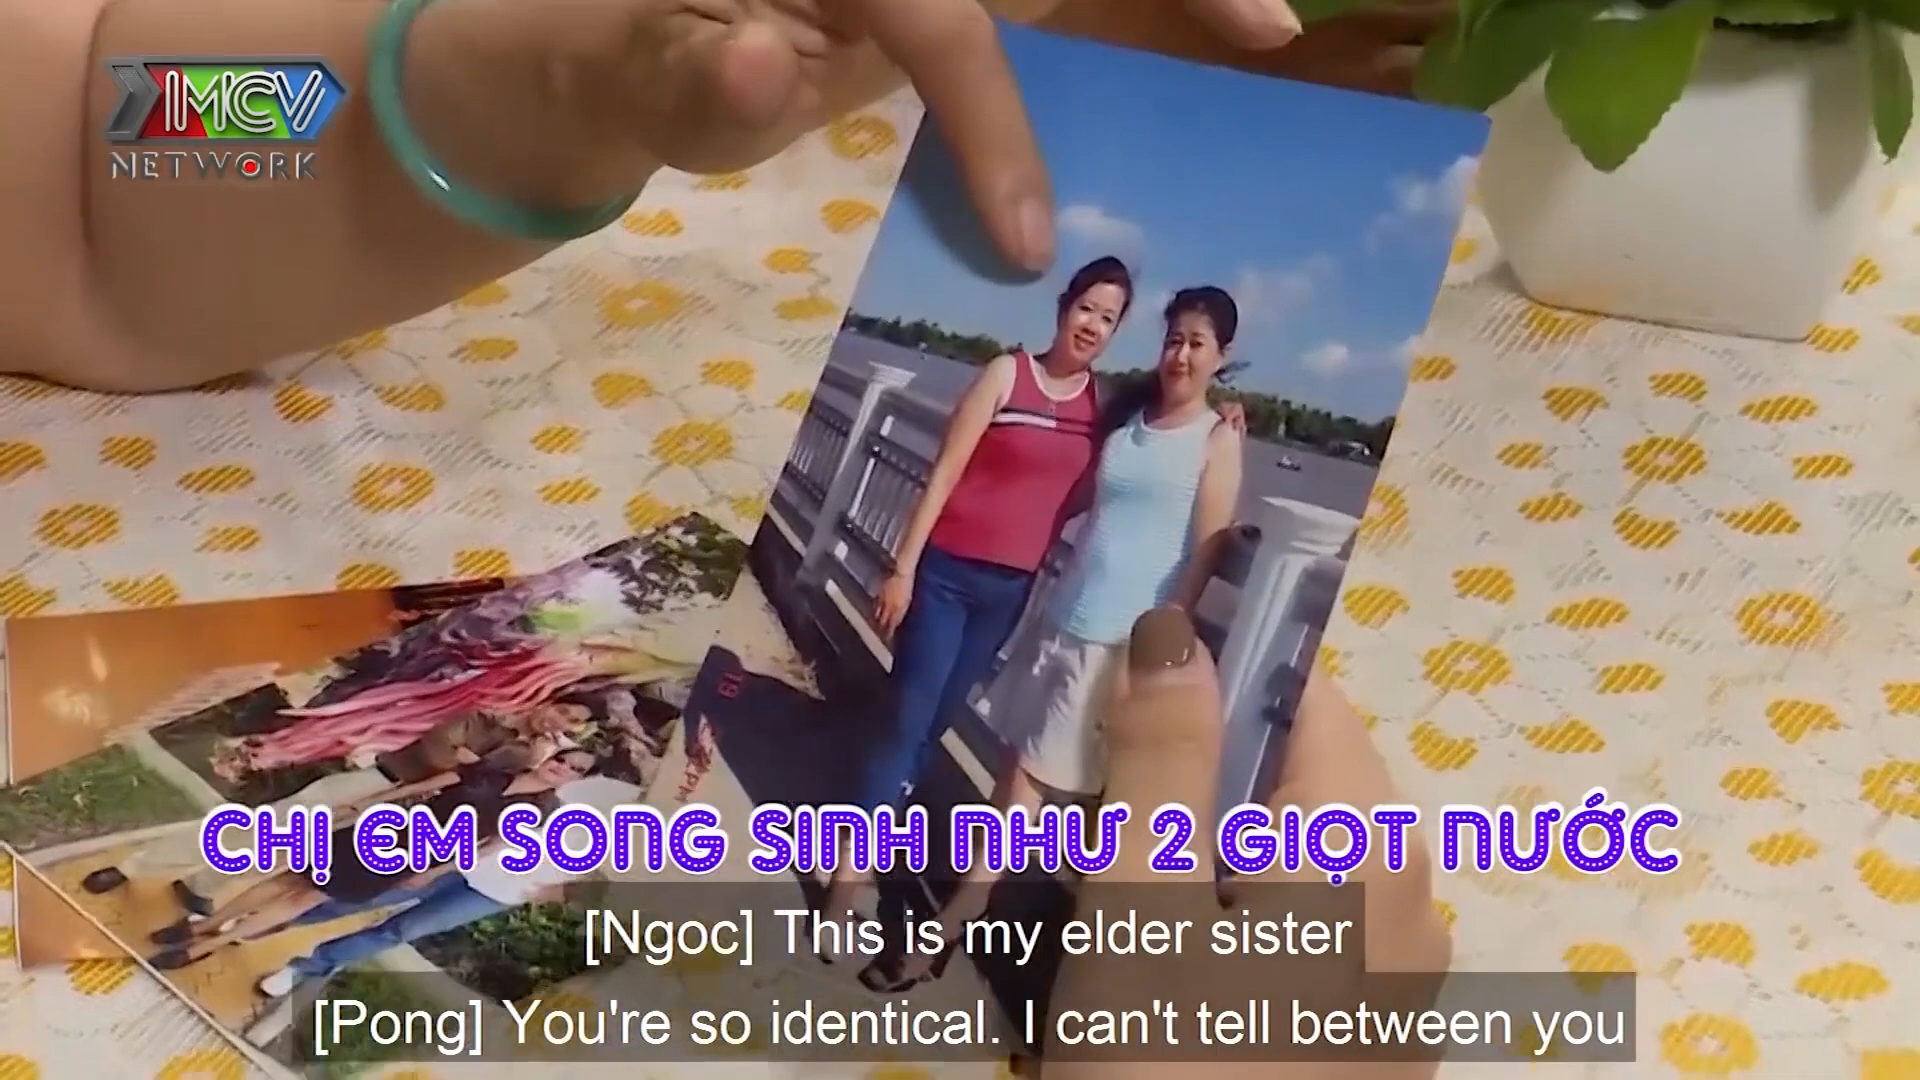 MCV
NETWORK
19
CHỊ EM SONG SINH NHƯ 2 GIỌT NƯỚC
[Ngoc] This is my elder sister
[Pong] You're so identical. I can't tell between you